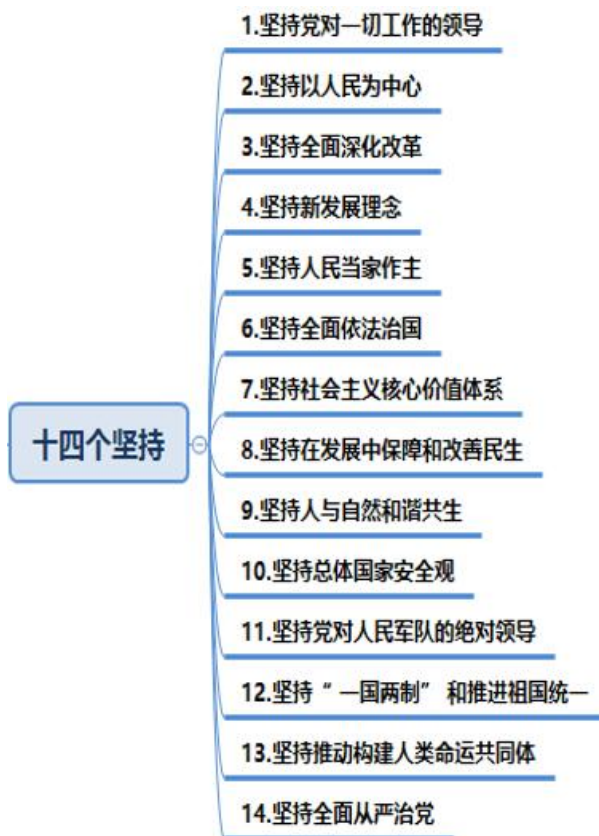 1.坚持党对一切工作的领导
2.坚持以人民为中心
3.坚持全面深化改革
4.坚持新发展理念
5.坚持人民当家作主
6.坚持全面依法治国
7.坚持社会主义核心价值体系
十四个坚持
8.坚持在发展中保障和改善民生
9.坚持人与自然和谐共生
10.坚持总体国家安全观
11.坚持党对人民军队的绝对领导
12.坚持“ 一国两制” 和推进祖国统一
13.坚持推动构建人类命运共同体
14.坚持全面从严治党